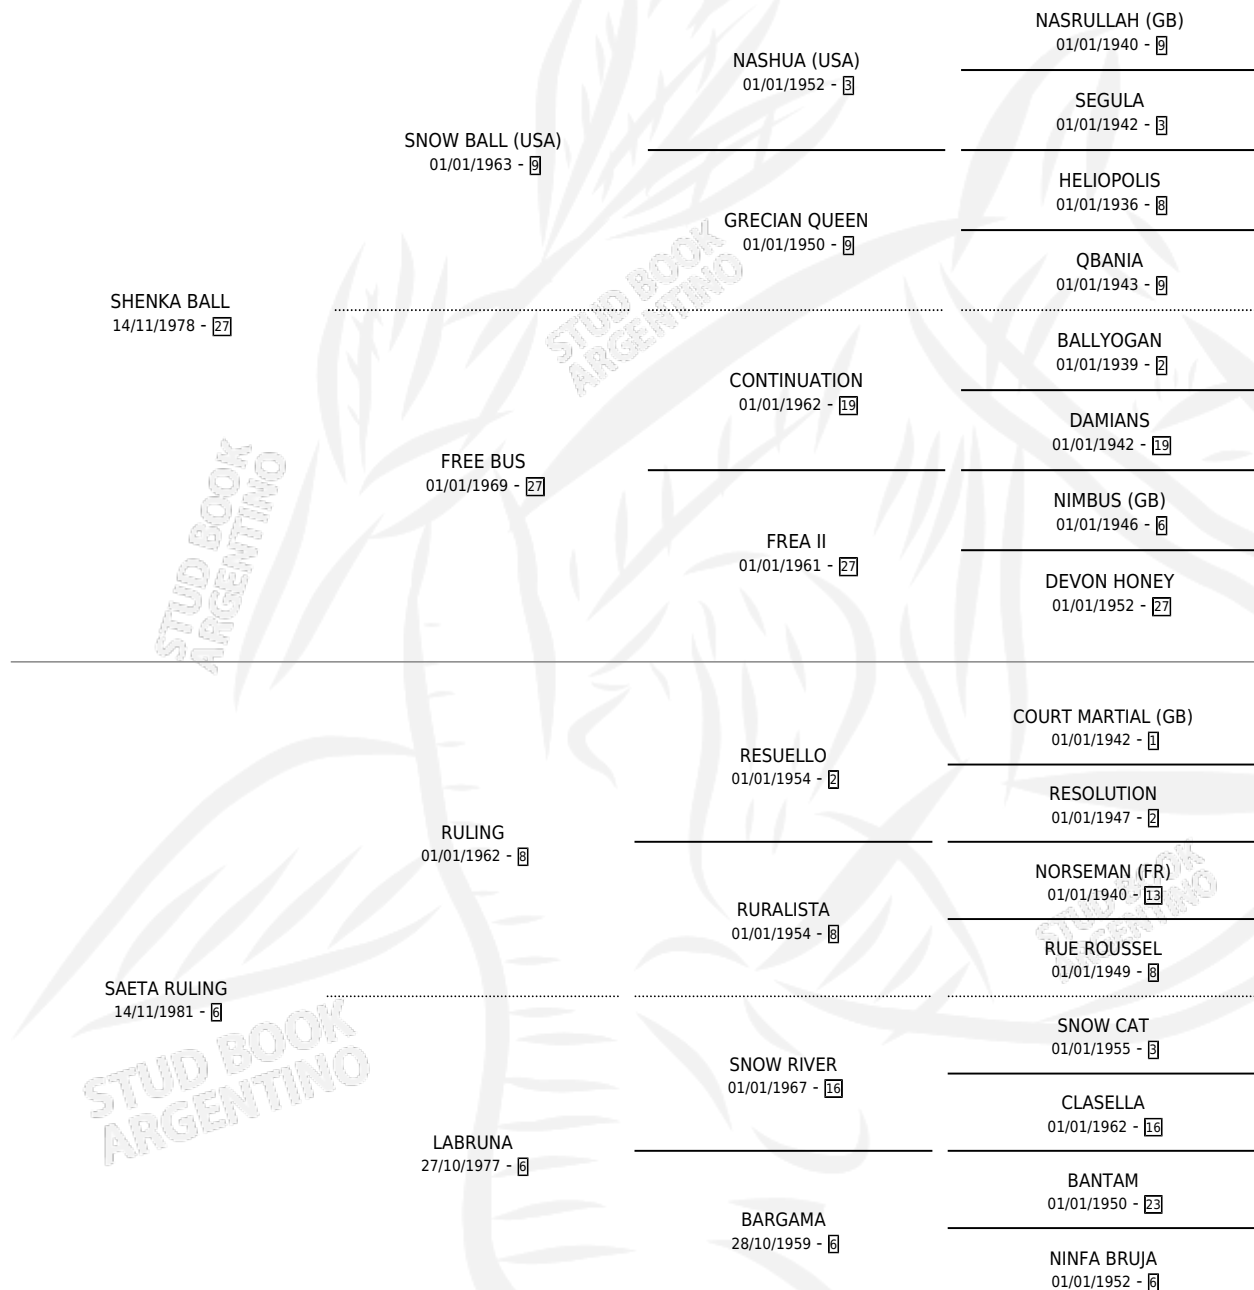 NASRULLAH (GB)
01/01/1940 - 9
NASHUA (USA)
01/01/1952 - 3
SEGULA
01/01/1942 - 3
SNOW BALL (USA)
01/01/1963 - 9
HELIOPOLIS
01/01/1936 - 8
GRECIAN QUEEN
01/01/1950 - 9
QBANIA
01/01/1943 - 9
SHENKA BALL
14/11/1978 - 27
BALLYOGAN
01/01/1939 - 2
CONTINUATION
01/01/1962 - 19
DAMIANS
01/01/1942 - 19
FREE BUS
01/01/1969 - 27
NIMBUS (GB)
01/01/1946 - 6
FREA II
01/01/1961 - 27
DEVON HONEY
01/01/1952 - 27
COURT MARTIAL (GB)
01/01/1942 - 1
RESUELLO
01/01/1954 - 2
RESOLUTION
01/01/1947 - 2
RULING
01/01/1962 - 8
NORSEMAN (FR)
01/01/1940 - 13
RURALISTA
01/01/1954 - 8
RUE ROUSSEL
01/01/1949 - 8
SAETA RULING
14/11/1981 - 6
SNOW CAT
01/01/1955 - 3
SNOW RIVER
01/01/1967 - 16
CLASELLA
01/01/1962 - 16
LABRUNA
27/10/1977 - 6
BANTAM
01/01/1950 - 23
BARGAMA
28/10/1959 - 6
NINFA BRUJA
01/01/1952 - 6
STUD BOOK
ARGENTINO
STUD BOOK
ARGENTINO
STUD BOOK
ARGENTINO
STUD BOOK
ARGENTINO